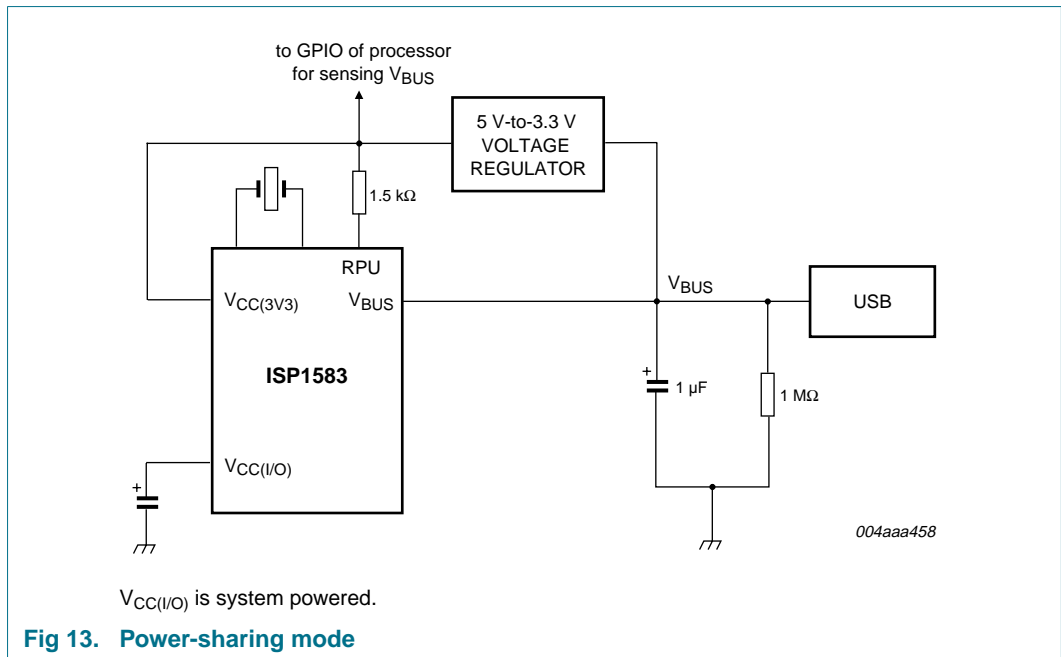 to GPIO of processor
for sensing VBUS
5 V-to-3.3 V
VOLTAGE
REGULATOR
1.5 kΩ
RPU
VCC(3V3)
VBUS
VBUS
USB
ISP1583
+
1 µF
1 MΩ
VCC(I/O)
+
004aaa458
VCC(I/O) is system powered.
Fig 13. Power-sharing mode